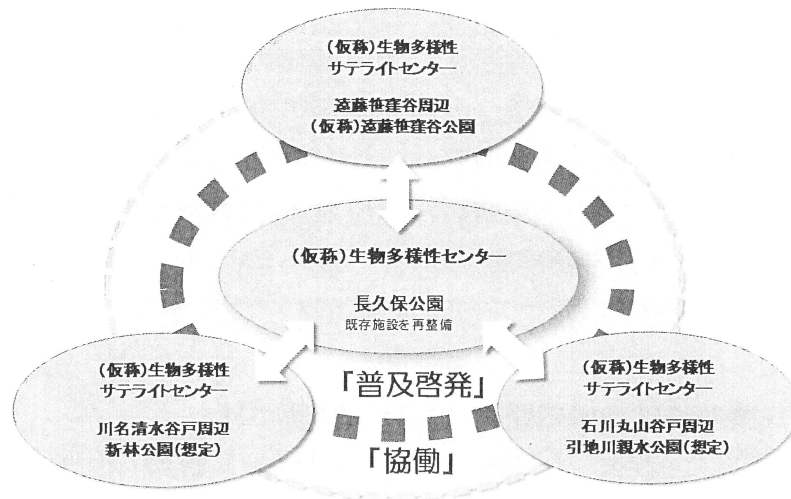 (仮称)生物多様性
サテライトセンター
遠藤笹窪谷周辺
(仮称)遠藤笹窪谷公園
(仮称)生物多様性センター
長久保公園
既存施設を再整備
(仮称)生物多様性
サテライトセンター
川名清水谷戸周辺
新林公園(想定)
(仮称)生物多様性
サテライトセンター
石川丸山谷戸周辺
引地川親水公園(想定)
「普及啓発」
「協働」